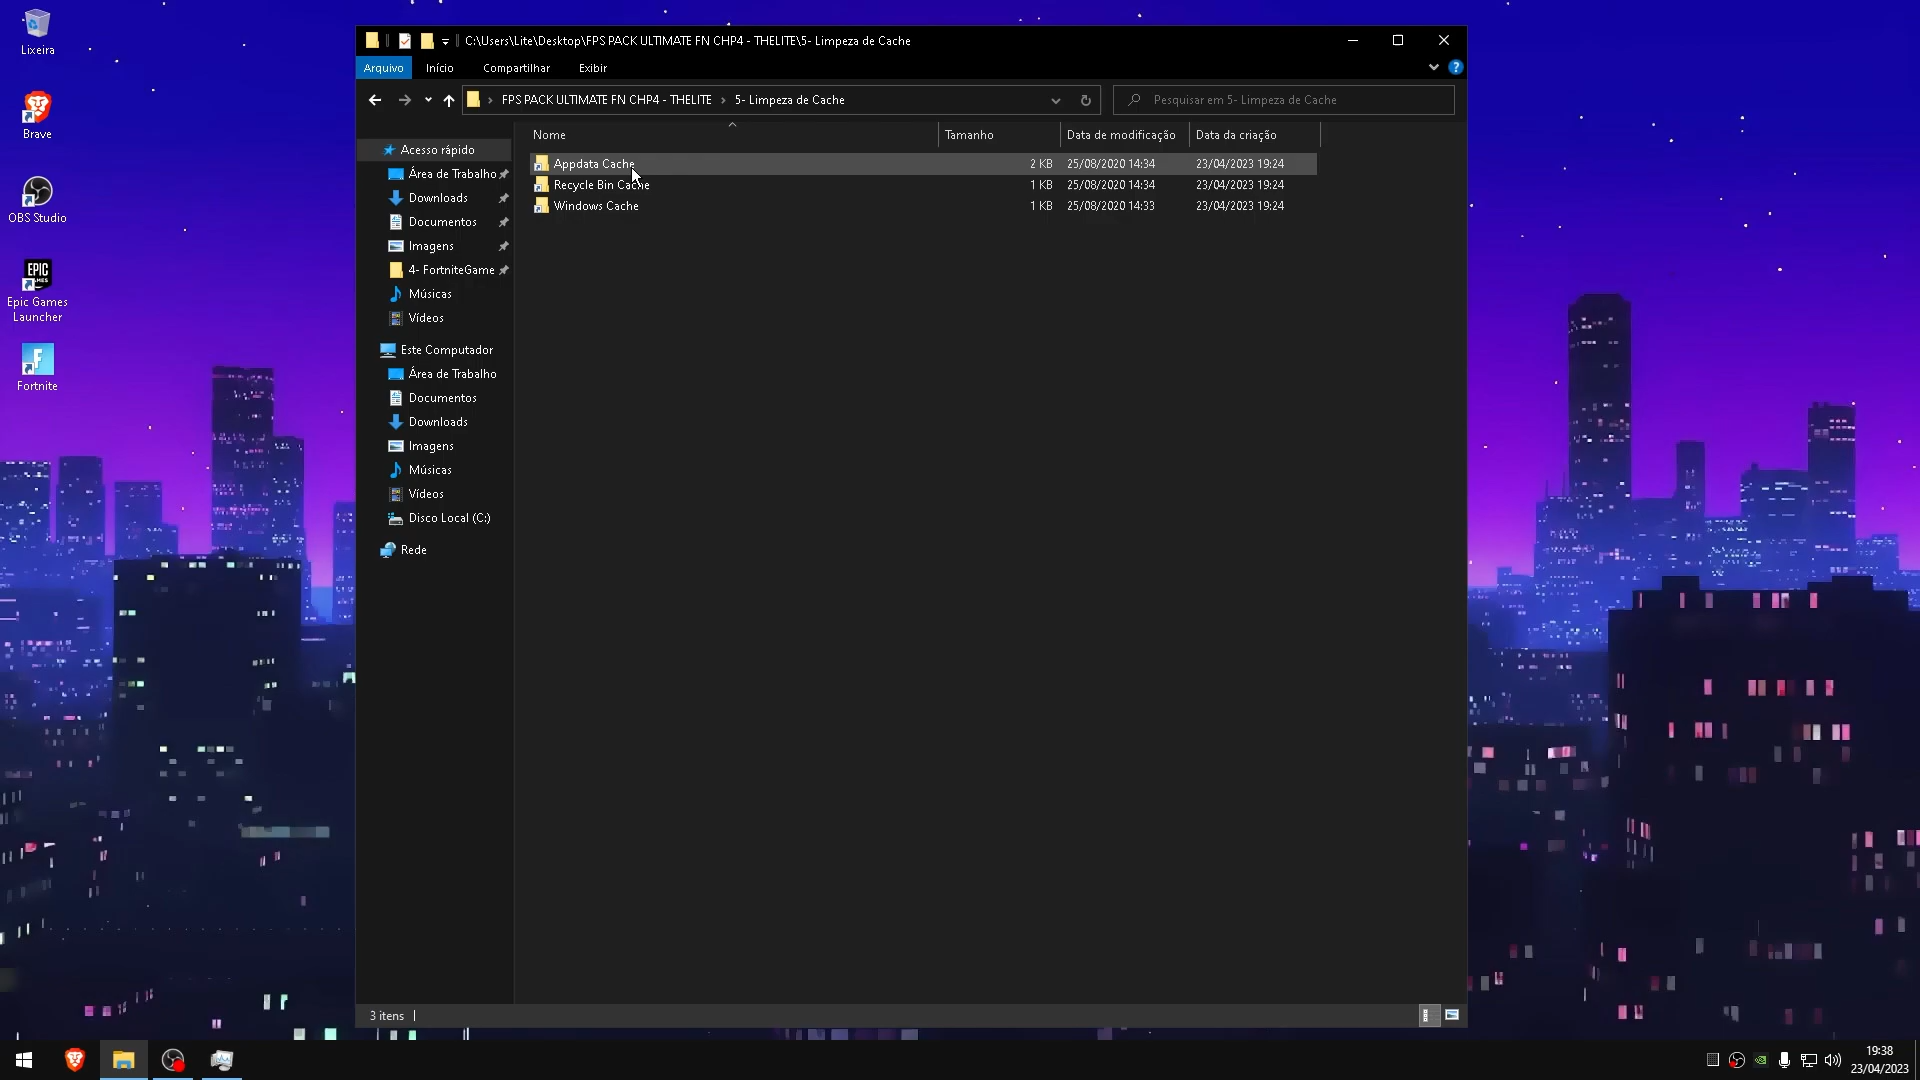 Lixeira
Brave
OBS Studio
EPIC
GAMES
Epic Games
Launcher
F
Fortnite
C:\Users\Lite\Desktop\FPS PACK ULTIMATE FN CHP4 - THELITE\5- Limpeza de Cache
Arquivo
Início
Compartilhar
Exibir
FPS PACK ULTIMATE FN CHP4 - THELITE
5- Limpeza de Cache
Pesquisar em 5- Limpeza de Cache
Nome
Tamanho
Data de modificação
Data da criação
Appdata Cache 2 KB 25/08/2020 14:34 23/04/2023 19:24
Recycle Bin Cache 1 KB 25/08/2020 14:34 23/04/2023 19:24
Windows Cache 1 KB 25/08/2020 14:33 23/04/2023 19:24
Acesso rápido
Área de Trabalho
Downloads
Documentos
Imagens
4- FortniteGame
Músicas
Vídeos
Este Computador
Área de Trabalho
Documentos
Downloads
Imagens
Músicas
Vídeos
Disco Local (C:)
Rede
3 itens
19:38
23/04/2023